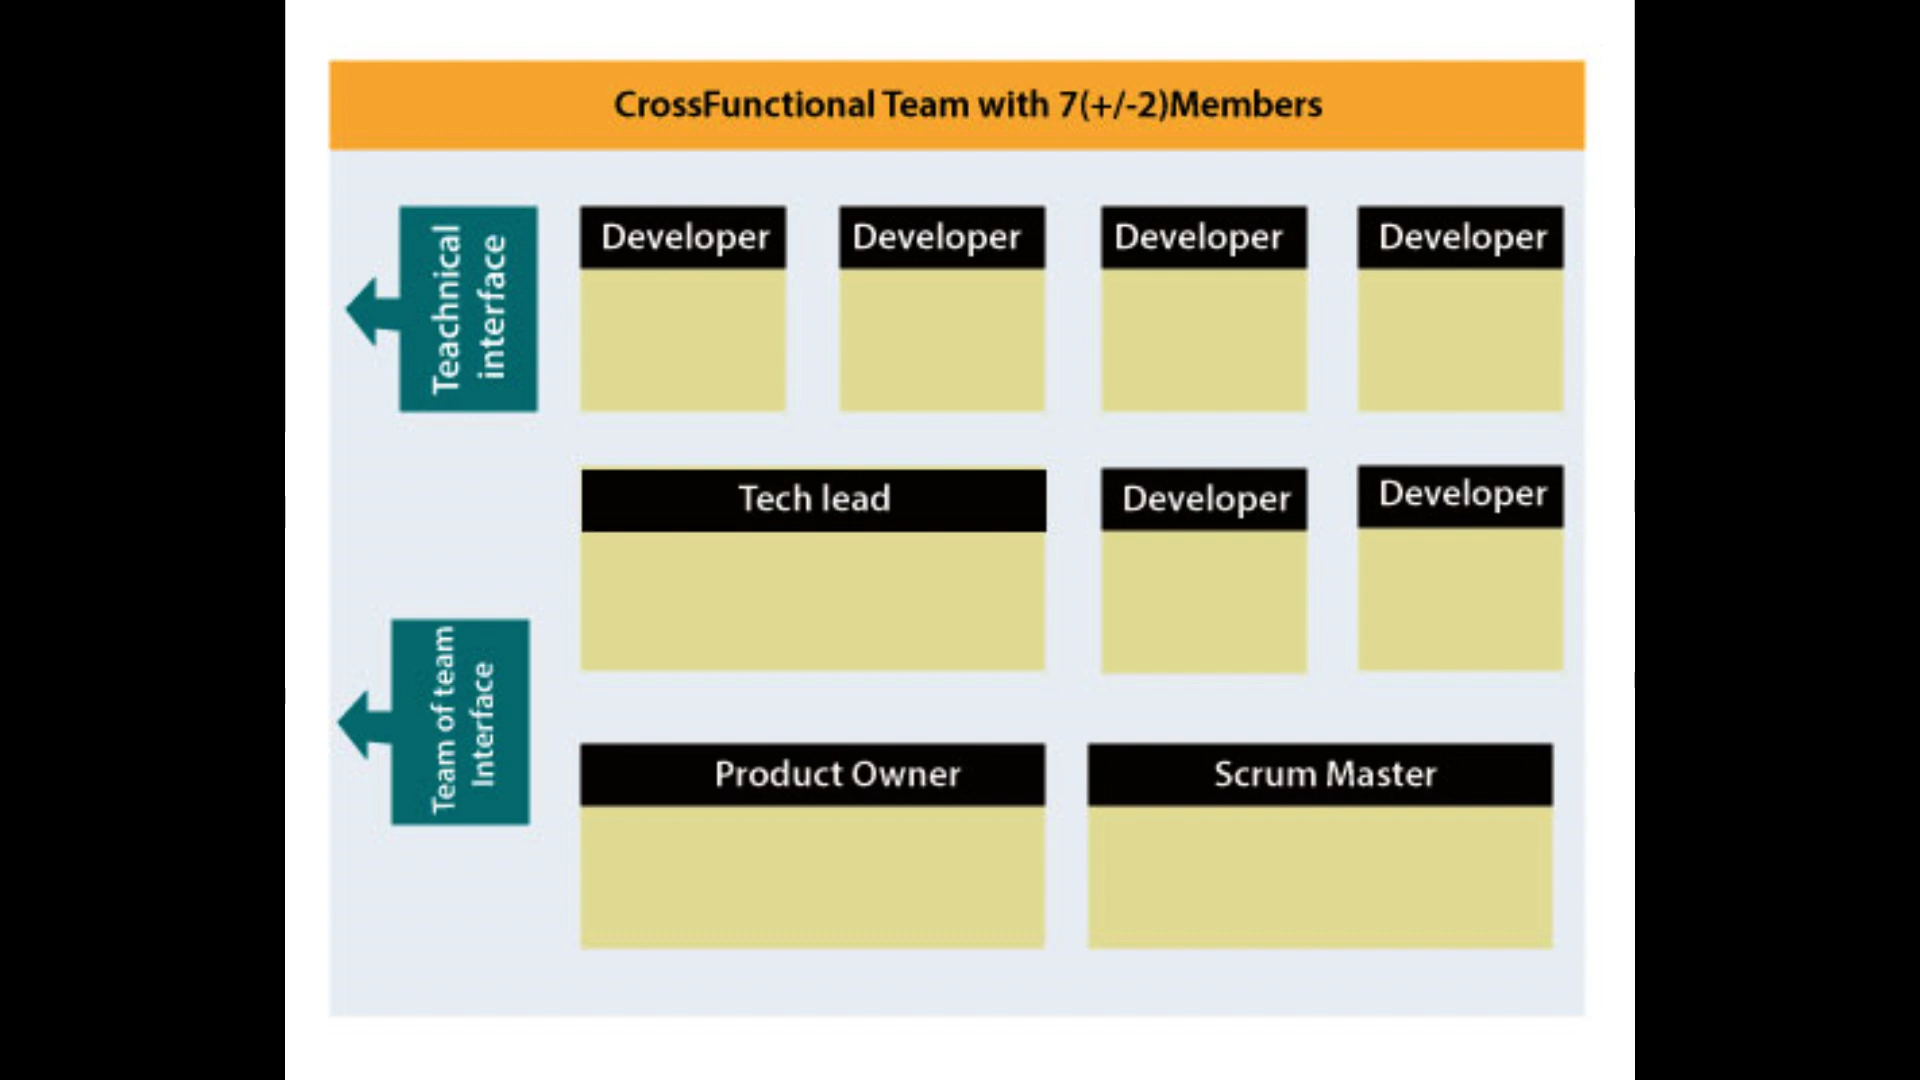 CrossFunctional Team with 7(+/-2)Members
Teachnical
interface
Developer
Developer
Developer
Developer
Tech lead
Developer
Developer
Team of team
Interface
Product Owner
Scrum Master